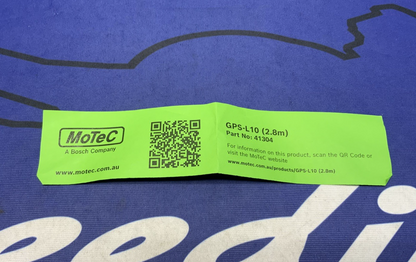 MoTeC
A Bosch Company
www.motec.com.au
GPS-L10 (2.8m)
Part No: 41304
For information on this product, scan the QR Code or
visit the MoTeC website
www.motec.com.au/products/GPS-L10 (2.8m)
eedi